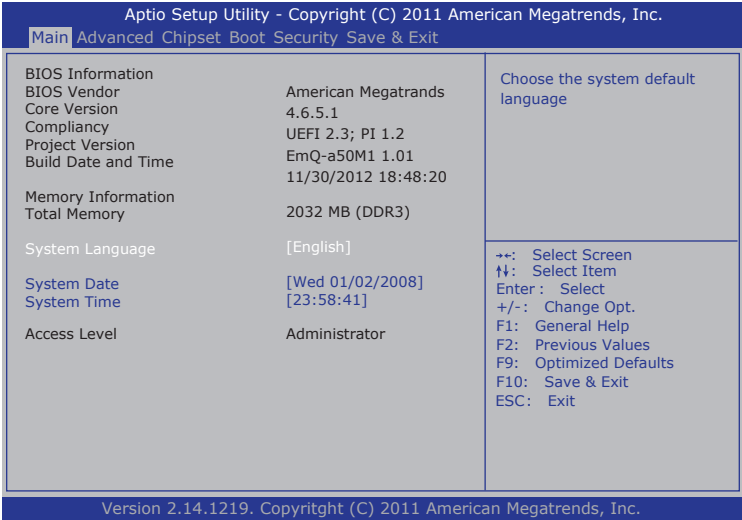 Aptio Setup Utility - Copyright (C) 2011 American Megatrends, Inc.
Main Advanced Chipset Boot Security Save & Exit
BIOS Information
BIOS Vendor American Megatrands
Core Version 4.6.5.1
Compliancy UEFI 2.3; PI 1.2
Project Version EmQ-a50M1 1.01
Build Date and Time 11/30/2012 18:48:20
Memory Information
Total Memory 2032 MB (DDR3)
System Language [English]
System Date [Wed 01/02/2008]
System Time [23:58:41]
Access Level Administrator
Choose the system default
language
→←: Select Screen
↑↓: Select Item
Enter : Select
+/-: Change Opt.
F1: General Help
F2: Previous Values
F9: Optimized Defaults
F10: Save & Exit
ESC: Exit
Version 2.14.1219. Copyritght (C) 2011 American Megatrends, Inc.